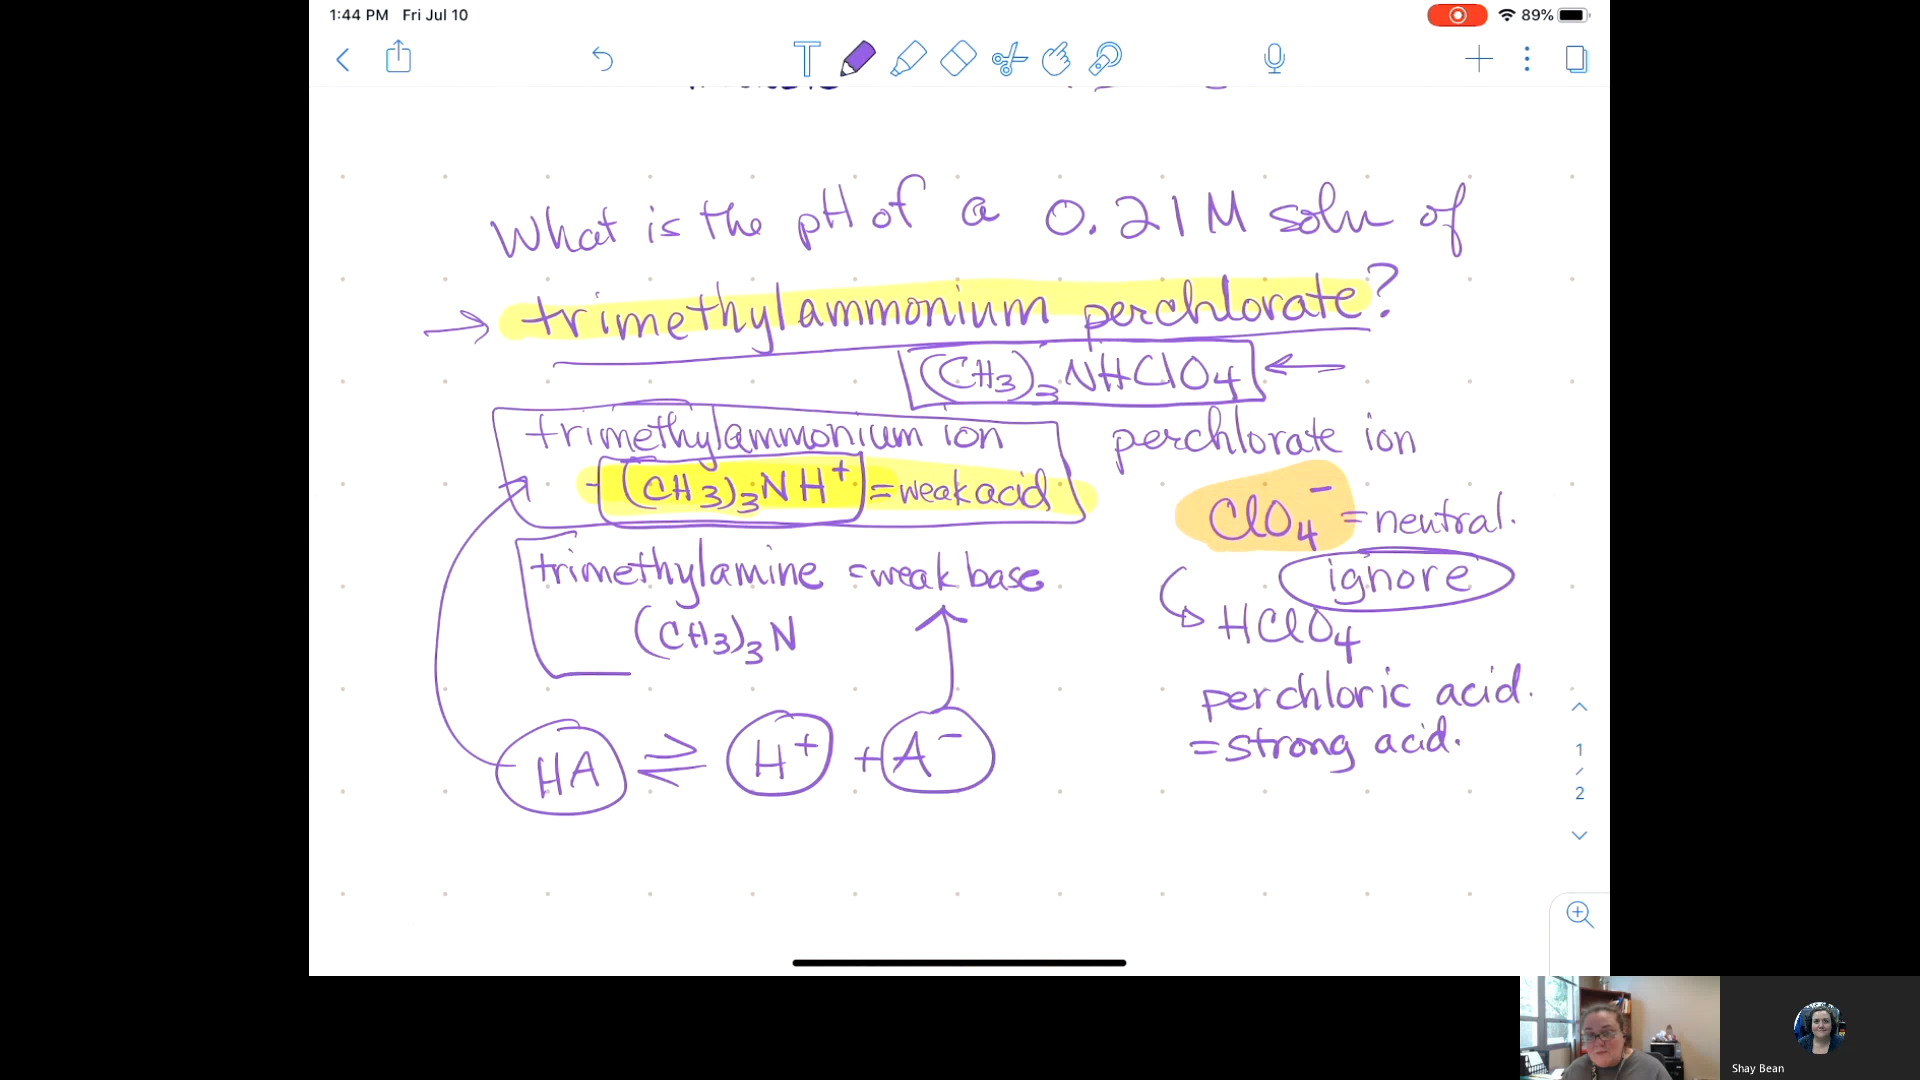 1:44 PM Fri Jul 10
89%
What is the pH of a 0.21 M soln of
→ trimethylammonium perchlorate?
(CH3)3NHClO4 ←
trimethylammonium ion
perchlorate ion
(CH3)3NH+ = weak acid
ClO4- = neutral.
ignore
trimethylamine = weak base
(CH3)3N
HClO4
perchloric acid.
= strong acid.
HA ⇌ H+ + A-
1
/
2
Shay Bean